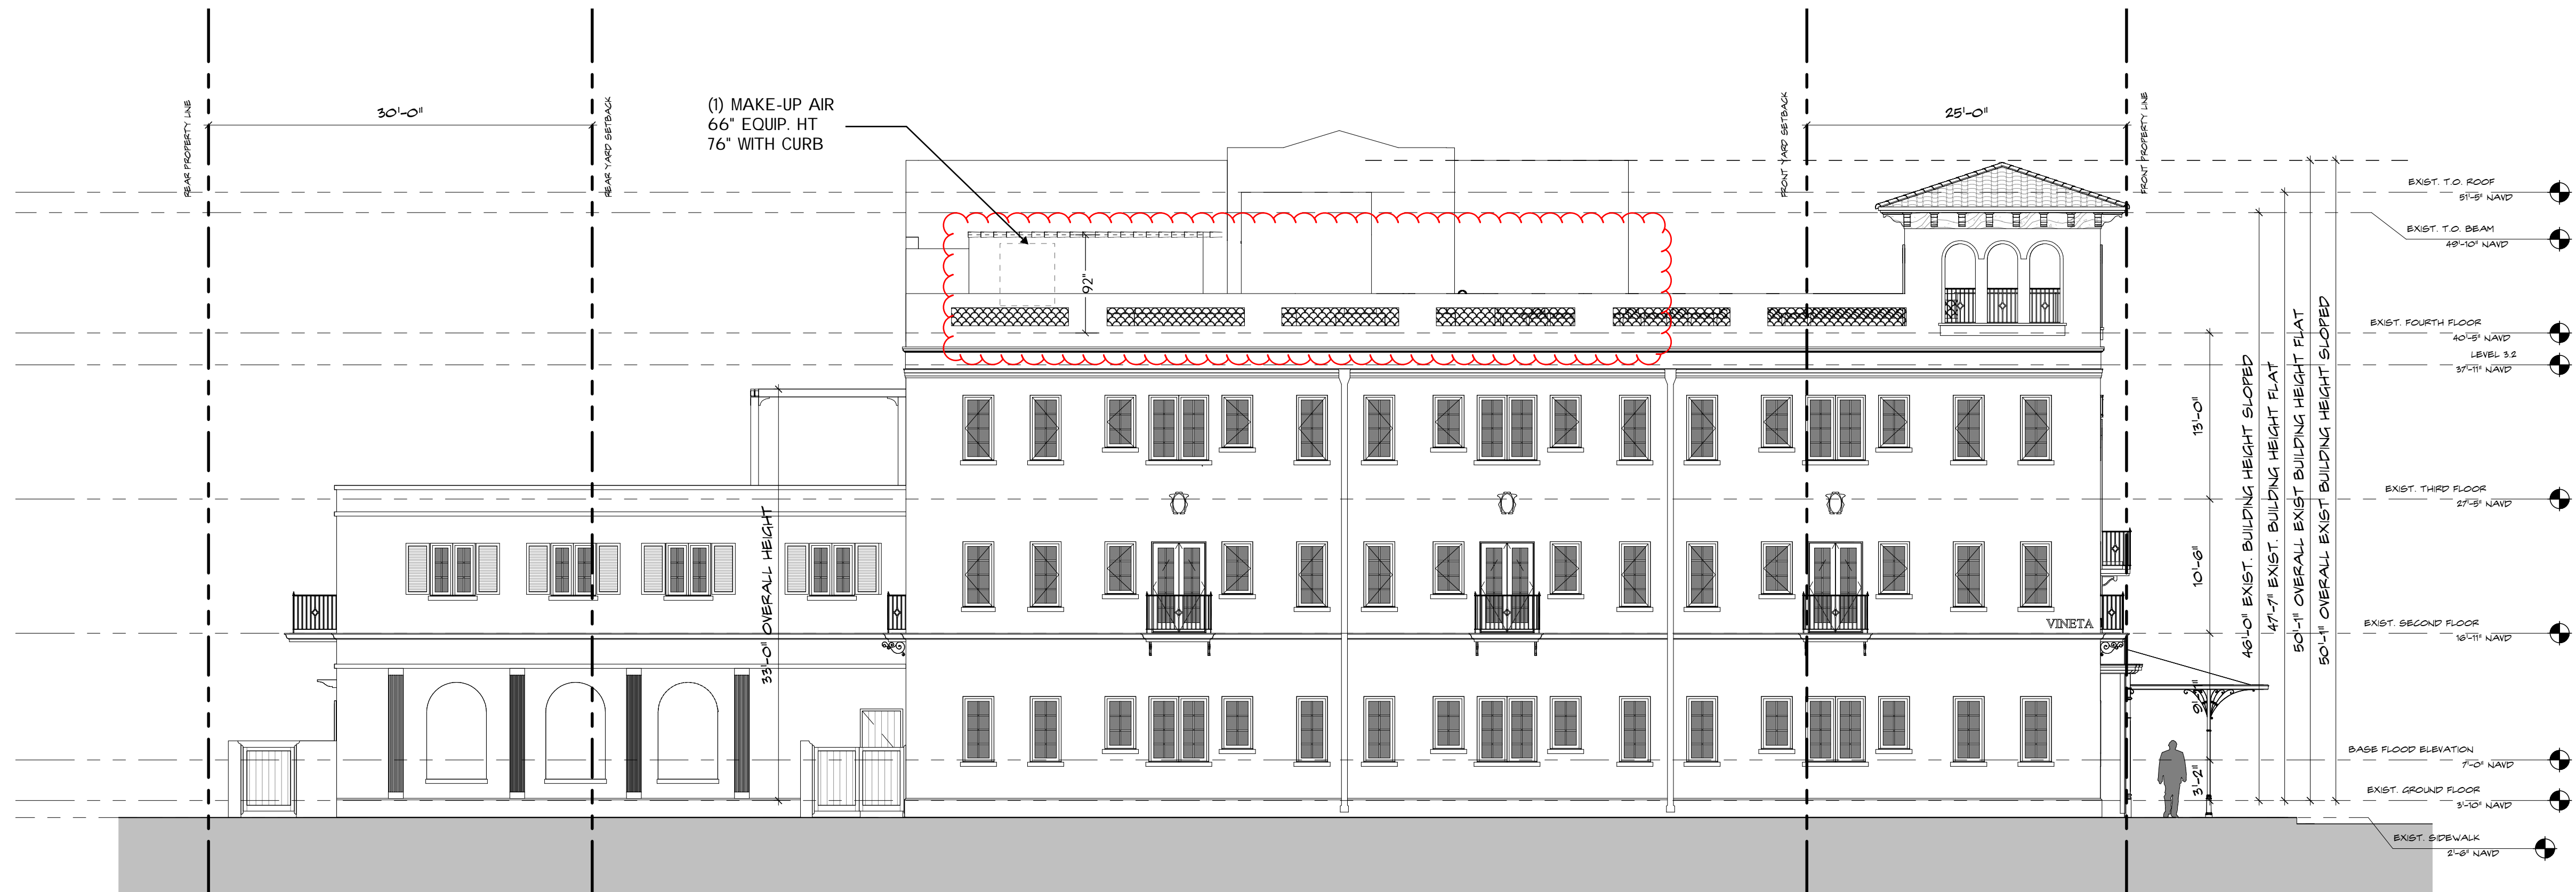 REAR PROPERTY LINE
30'-0"
REAR YARD SETBACK
(1) MAKE-UP AIR
66" EQUIP. HT
76" WITH CURB
FRONT YARD SETBACK
25'-0"
FRONT PROPERTY LINE
92"
33'-0" OVERALL HEIGHT
VINETA
13'-0"
10'-6"
3'-2"
46'-0" EXIST. BUILDING HEIGHT SLOPED
47'-7" EXIST. BUILDING HEIGHT FLAT
50'-1" OVERALL EXIST BUILDING HEIGHT FLAT
50'-1" OVERALL EXIST BUILDING HEIGHT SLOPED
EXIST. T.O. ROOF
51'-5" NAVD
EXIST. T.O. BEAM
49'-10" NAVD
EXIST. FOURTH FLOOR
40'-5" NAVD
LEVEL 3.2
37'-11" NAVD
EXIST. THIRD FLOOR
27'-5" NAVD
EXIST. SECOND FLOOR
16'-11" NAVD
BASE FLOOD ELEVATION
7'-0" NAVD
EXIST. GROUND FLOOR
3'-10" NAVD
EXIST. SIDEWALK
2'-6" NAVD